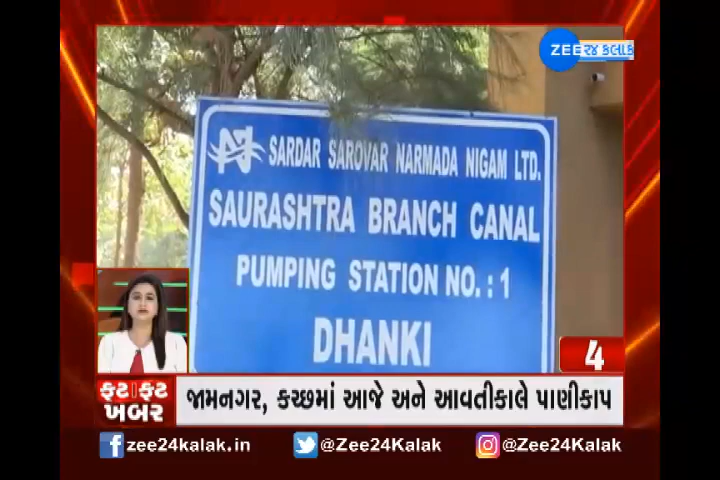 ZEE ૨૪ કલાક
SARDAR SAROVAR NARMADA NIGAM LTD.
SAURASHTRA BRANCH CANAL
PUMPING STATION NO. : 1
DHANKI
4
ફટાફટ
ખબર
જામનગર, કચ્છમાં આજે અને આવતીકાલે પાણીકાપ
zee24kalak.in
@Zee24Kalak
@Zee24Kalak